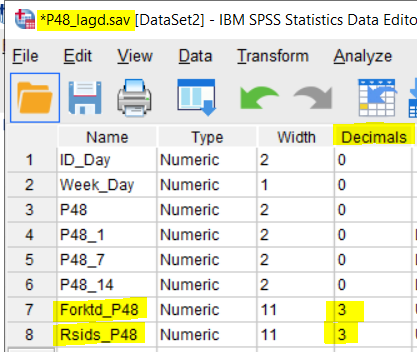 *P48_lagd.sav [DataSet2] - IBM SPSS Statistics Data Edito
File Edit View Data Transform Analyze
Name Type Width Decimals
1 ID_Day Numeric 2 0
2 Week_Day Numeric 1 0
3 P48 Numeric 2 0
4 P48_1 Numeric 2 0
5 P48_7 Numeric 2 0
6 P48_14 Numeric 2 0
7 Forktd_P48 Numeric 11 3
8 Rsids_P48 Numeric 11 3